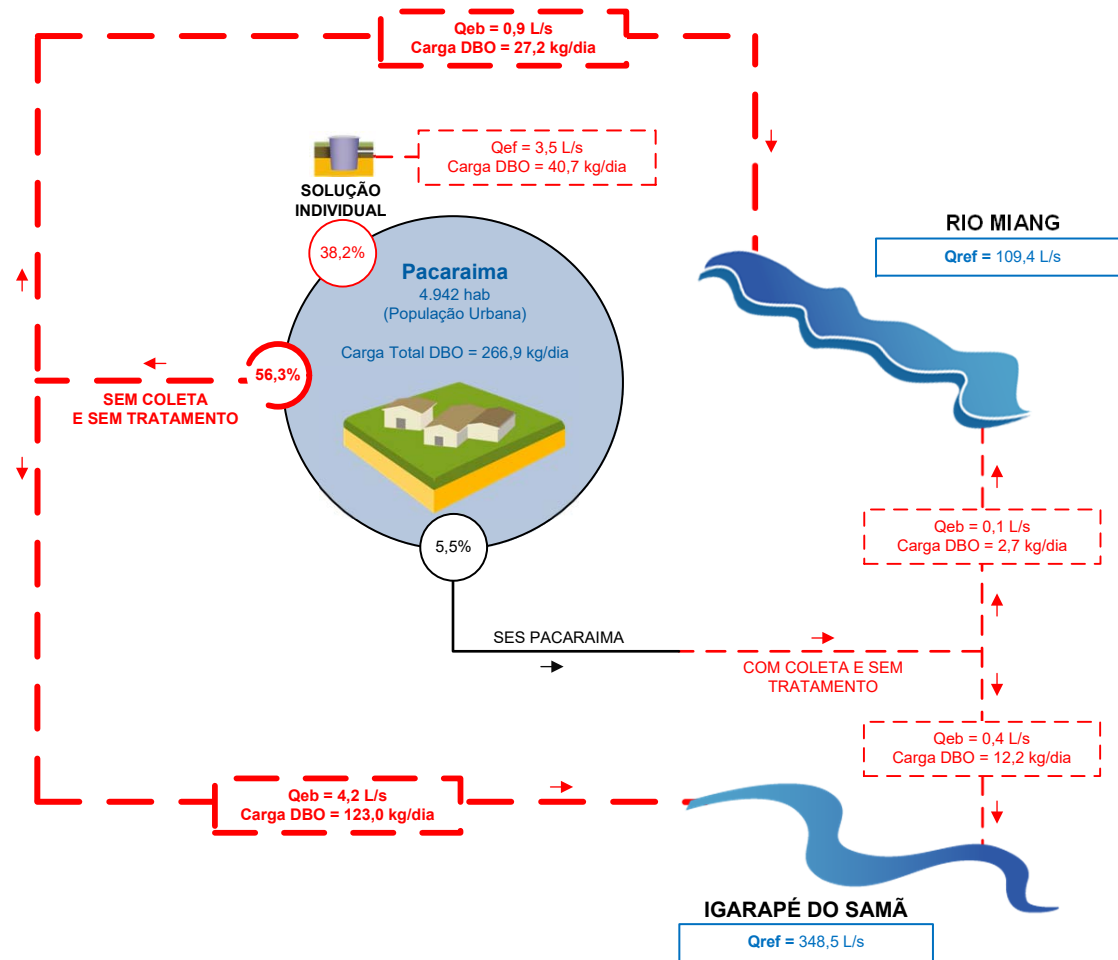 Qeb = 0,9 L/s
Carga DBO = 27,2 kg/dia
Qef = 3,5 L/s
Carga DBO = 40,7 kg/dia
SOLUÇÃO
INDIVIDUAL
38,2%
RIO MIANG
Qref = 109,4 L/s
Pacaraima
4.942 hab
(População Urbana)
Carga Total DBO = 266,9 kg/dia
56,3%
SEM COLETA
E SEM TRATAMENTO
5,5%
Qeb = 0,1 L/s
Carga DBO = 2,7 kg/dia
SES PACARAIMA
COM COLETA E SEM
TRATAMENTO
Qeb = 0,4 L/s
Carga DBO = 12,2 kg/dia
Qeb = 4,2 L/s
Carga DBO = 123,0 kg/dia
IGARAPÉ DO SAMÃ
Qref = 348,5 L/s